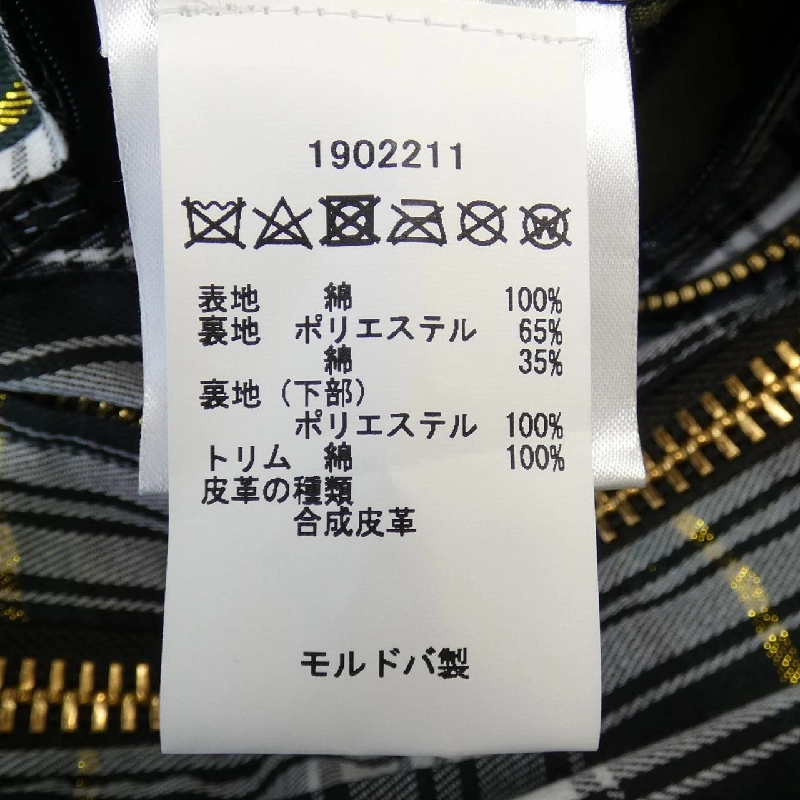 1902211
W
表地 綿 100%
裏地 ポリエステル 65%
綿 35%
裏地(下部)
ポリエステル 100%
トリム 綿 100%
皮革の種類
合成皮革
モルドバ製